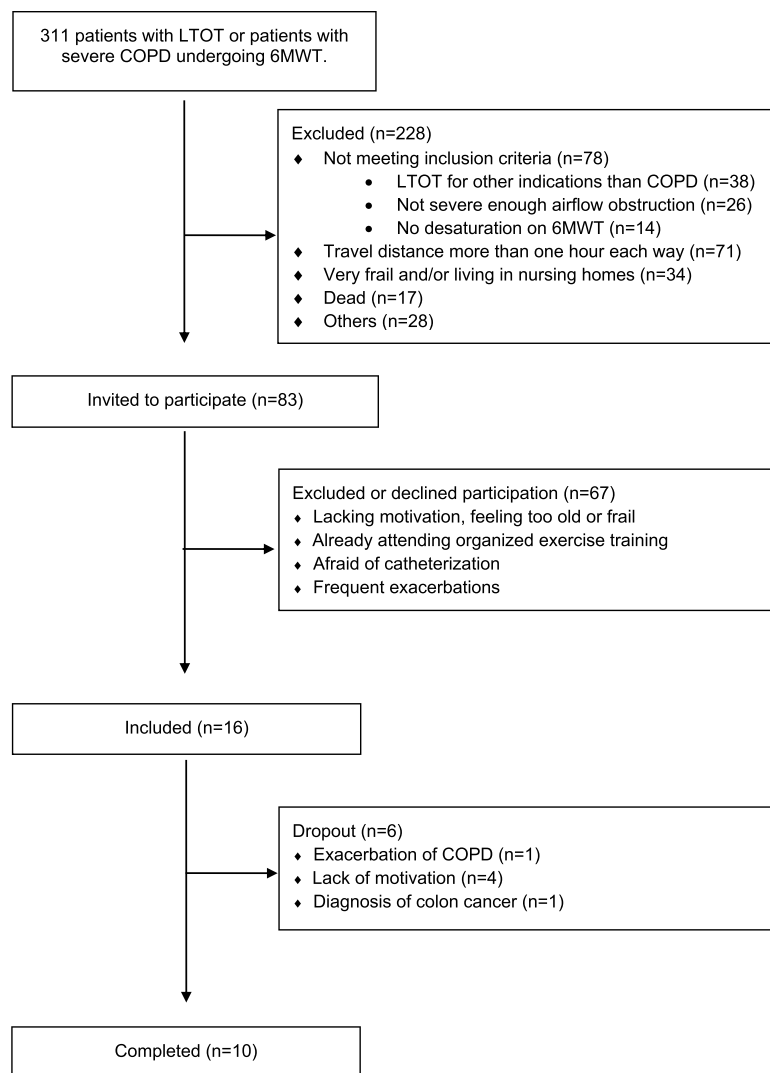 311 patients with LTOT or patients with
severe COPD undergoing 6MWT.
Excluded (n=228)
♦ Not meeting inclusion criteria (n=78)
• LTOT for other indications than COPD (n=38)
• Not severe enough airflow obstruction (n=26)
• No desaturation on 6MWT (n=14)
♦ Travel distance more than one hour each way (n=71)
♦ Very frail and/or living in nursing homes (n=34)
♦ Dead (n=17)
♦ Others (n=28)
Invited to participate (n=83)
Excluded or declined participation (n=67)
♦ Lacking motivation, feeling too old or frail
♦ Already attending organized exercise training
♦ Afraid of catheterization
♦ Frequent exacerbations
Included (n=16)
Dropout (n=6)
♦ Exacerbation of COPD (n=1)
♦ Lack of motivation (n=4)
♦ Diagnosis of colon cancer (n=1)
Completed (n=10)